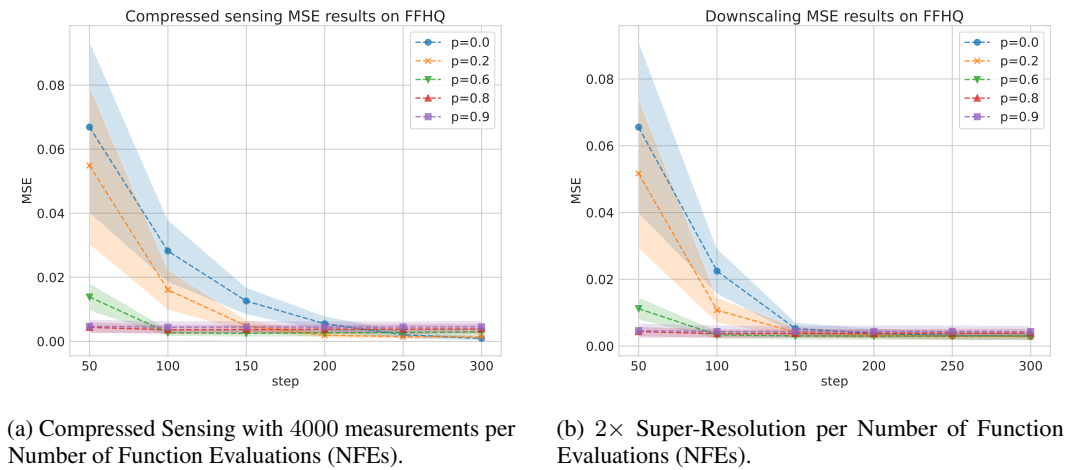 Compressed sensing MSE results on FFHQ
p=0.0
p=0.2
p=0.6
p=0.8
p=0.9
MSE
0.08
0.06
0.04
0.02
0.00
50 100 150 200 250 300
step
(a) Compressed Sensing with 4000 measurements per
Number of Function Evaluations (NFEs).
Downscaling MSE results on FFHQ
p=0.0
p=0.2
p=0.6
p=0.8
p=0.9
MSE
0.08
0.06
0.04
0.02
0.00
50 100 150 200 250 300
step
(b) 2× Super-Resolution per Number of Function
Evaluations (NFEs).